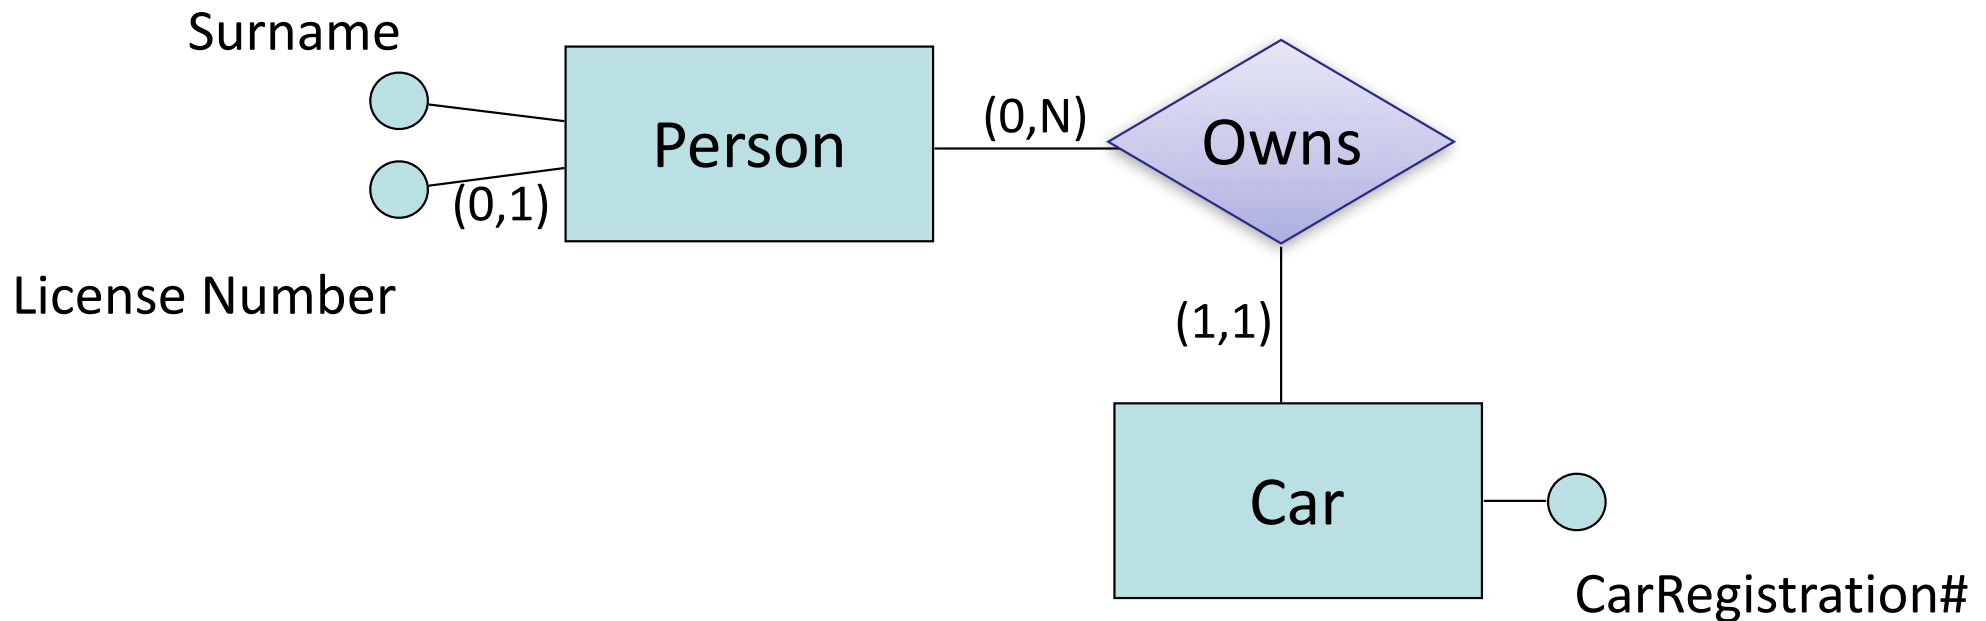 Surname
Person
(0,N)
Owns
(0,1)
License Number
(1,1)
Car
CarRegistration#